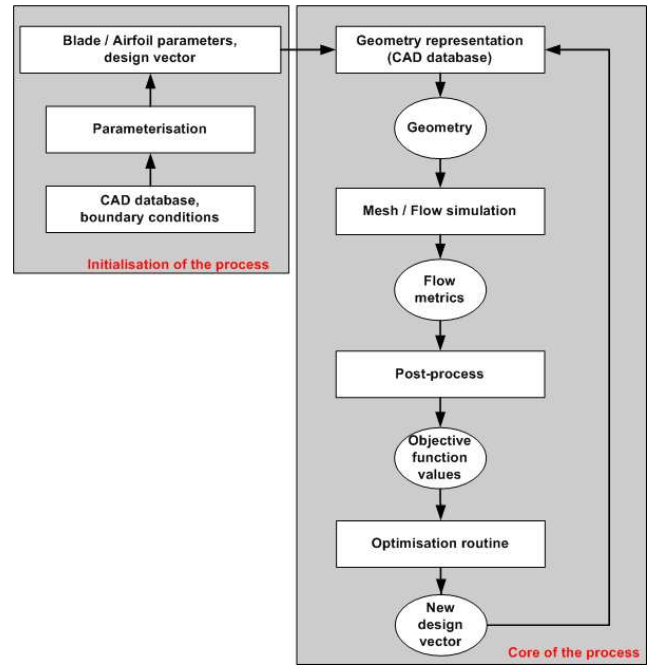 Blade / Airfoil parameters,
design vector
Parameterisation
CAD database,
boundary conditions
Initialisation of the process
Geometry representation
(CAD database)
Geometry
Mesh / Flow simulation
Flow
metrics
Post-process
Objective
function
values
Optimisation routine
New
design
vector
Core of the process